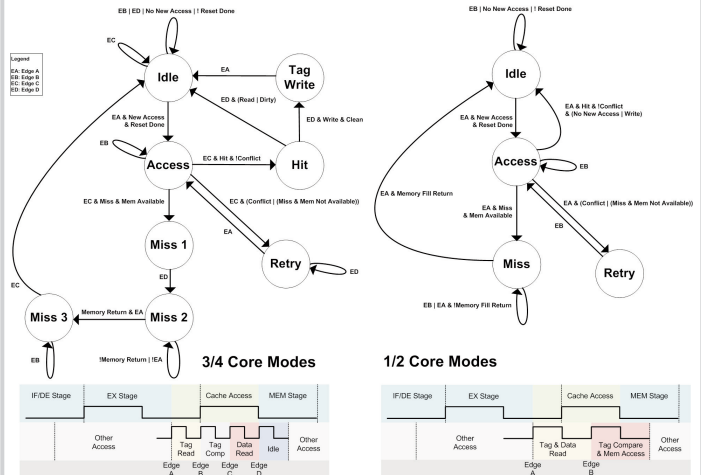 EB | ED | No New Access | ! Reset Done
EC
Legend
EA: Edge A
EB: Edge B
EC: Edge C
ED: Edge D
Idle
EA
Tag
Write
ED & (Read | Dirty)
ED & Write & Clean
EA & New Access
& Reset Done
EB
Access
EC & Hit & !Conflict
Hit
EC & Miss & Mem Available
EC & (Conflict | (Miss & Mem Not Available))
EA
Miss 1
Retry
ED
ED
EC
Miss 3
Memory Return & EA
Miss 2
EB
!Memory Return | !EA
3/4 Core Modes
IF/DE Stage
EX Stage
Cache Access
MEM Stage
Other
Access
Tag
Read
Tag
Comp
Data
Read
Idle
Other
Access
Edge
A
Edge
B
Edge
C
Edge
D
EB | No New Access | ! Reset Done
Idle
EA & Hit & !Conflict
& (No New Access | Write)
EA & New Access
& Reset Done
Access
EB
EA & Memory Fill Return
EA & Miss
& Mem Available
EA & (Conflict | (Miss & Mem Not Available))
EB
Miss
Retry
EB | EA & !Memory Fill Return
1/2 Core Modes
IF/DE Stage
EX Stage
Cache Access
MEM Stage
Other
Access
Tag & Data
Read
Tag Compare
& Mem Access
Other
Access
Edge
A
Edge
B